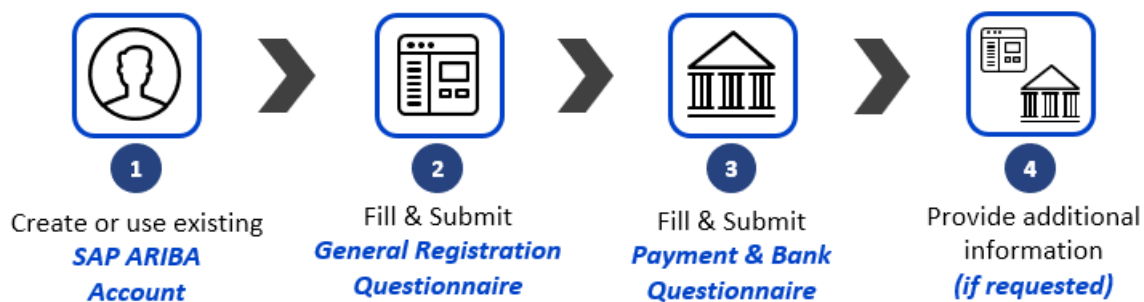 1
Create or use existing
SAP ARIBA
Account
2
Fill & Submit
General Registration
Questionnaire
3
Fill & Submit
Payment & Bank
Questionnaire
4
Provide additional
information
(if requested)